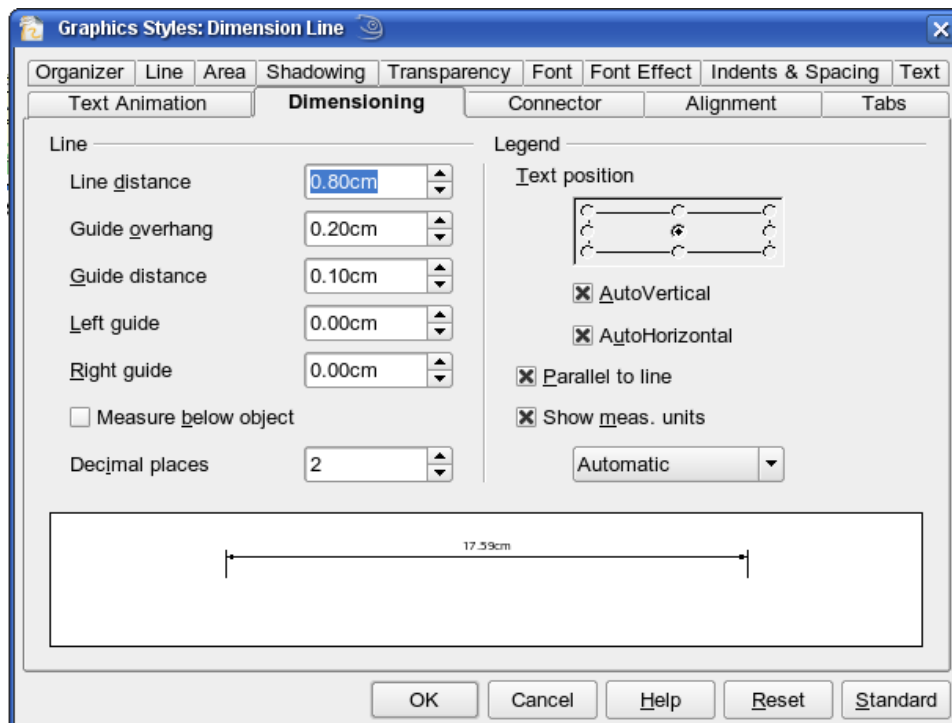 Graphics Styles: Dimension Line
Organizer Line Area Shadowing Transparency Font Font Effect Indents & Spacing Text
Text Animation Dimensioning Connector Alignment Tabs
Line
Line distance 0.80cm
Guide overhang 0.20cm
Guide distance 0.10cm
Left guide 0.00cm
Right guide 0.00cm
Measure below object
Decimal places 2
Legend
Text position
AutoVertical
AutoHorizontal
Parallel to line
Show meas. units
Automatic
17.59cm
OK Cancel Help Reset Standard